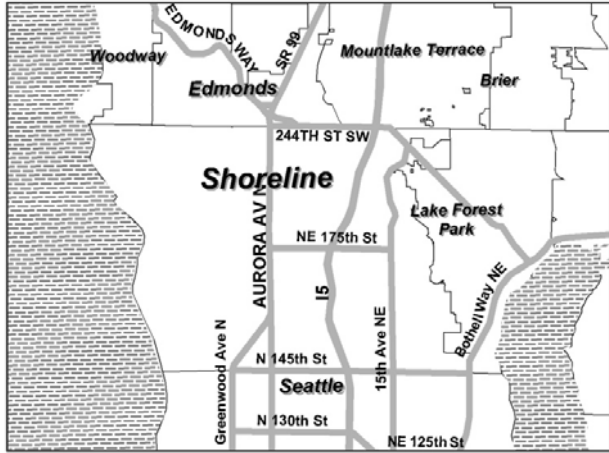 EDMONDS WAY
SR 99
Mountlake Terrace
Woodway
Edmonds
Brier
244TH ST SW
Shoreline
Lake Forest
Park
AURORA AV N
NE 175th St
I5
15th Ave NE
Bothell Way NE
Greenwood Ave N
N 145th St
Seattle
N 130th St
NE 125th St